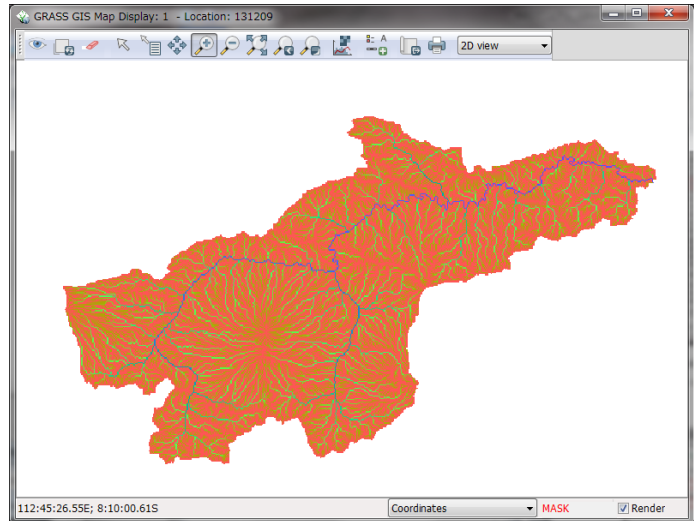 GRASS GIS Map Display: 1 - Location: 131209
2D view
112:45:26.55E; 8:10:00.61S
Coordinates
MASK
Render